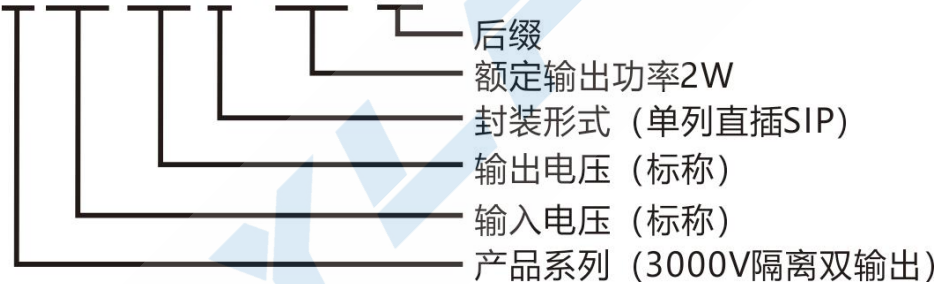 后缀
额定输出功率2W
封装形式（单列直插SIP）
输出电压（标称）
输入电压（标称）
产品系列（3000V隔离双输出）